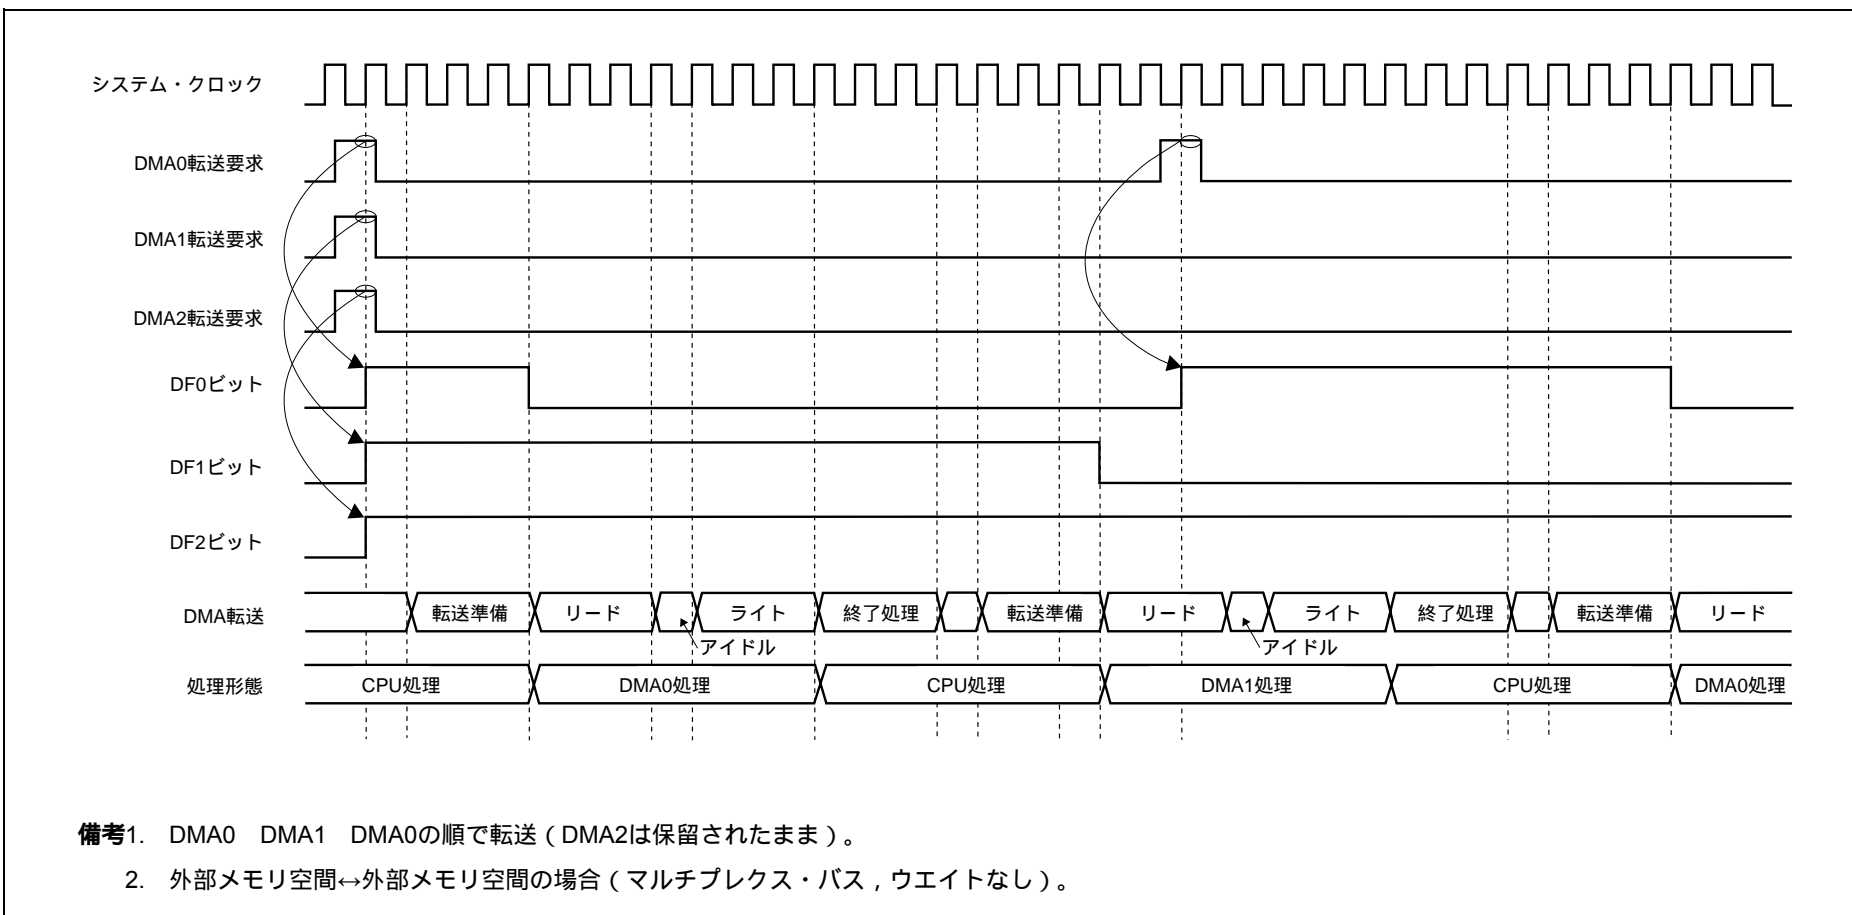 システム・クロック
DMA0転送要求
DMA1転送要求
DMA2転送要求
DF0ビット
DF1ビット
DF2ビット
DMA転送 転送準備 リード ライト 終了処理 転送準備 リード ライト 終了処理 転送準備 リード
アイドル アイドル
処理形態 CPU処理 DMA0処理 CPU処理 DMA1処理 CPU処理 DMA0処理
備考1. DMA0 DMA1 DMA0の順で転送（DMA2は保留されたまま）。
2. 外部メモリ空間↔外部メモリ空間の場合（マルチプレクス・バス，ウエイトなし）。